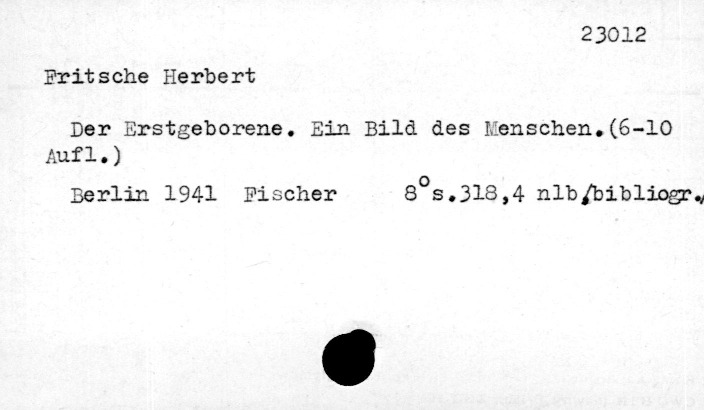 23012
Fritsche Herbert
Der Erstgeborene. Ein Bild des Menschen.(6-10
Aufl.)
Berlin 1941 Fischer 8°s.318,4 nlb/bibliogr./